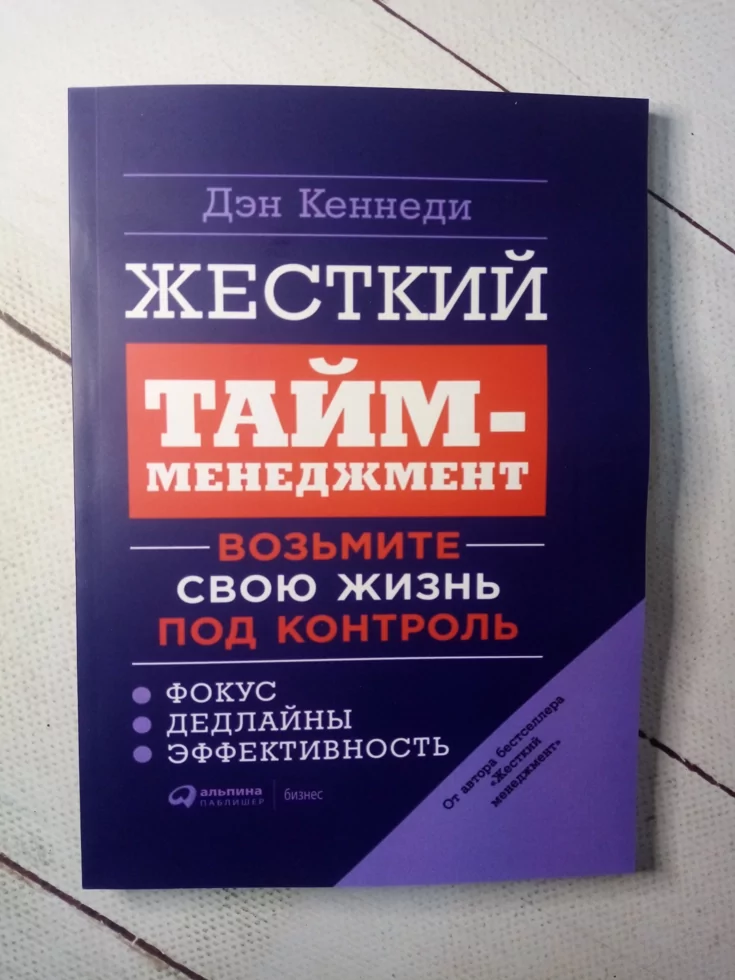 Дэн Кеннеди
ЖЕСТКИЙ
ТАЙМ-
МЕНЕДЖМЕНТ
ВОЗЬМИТЕ
СВОЮ ЖИЗНЬ
ПОД КОНТРОЛЬ
ФОКУС
ДЕДЛАЙНЫ
ЭФФЕКТИВНОСТЬ
От автора бестселлера
«Жесткий
менеджмент»
альпина
ПАБЛИШЕР
бизнес